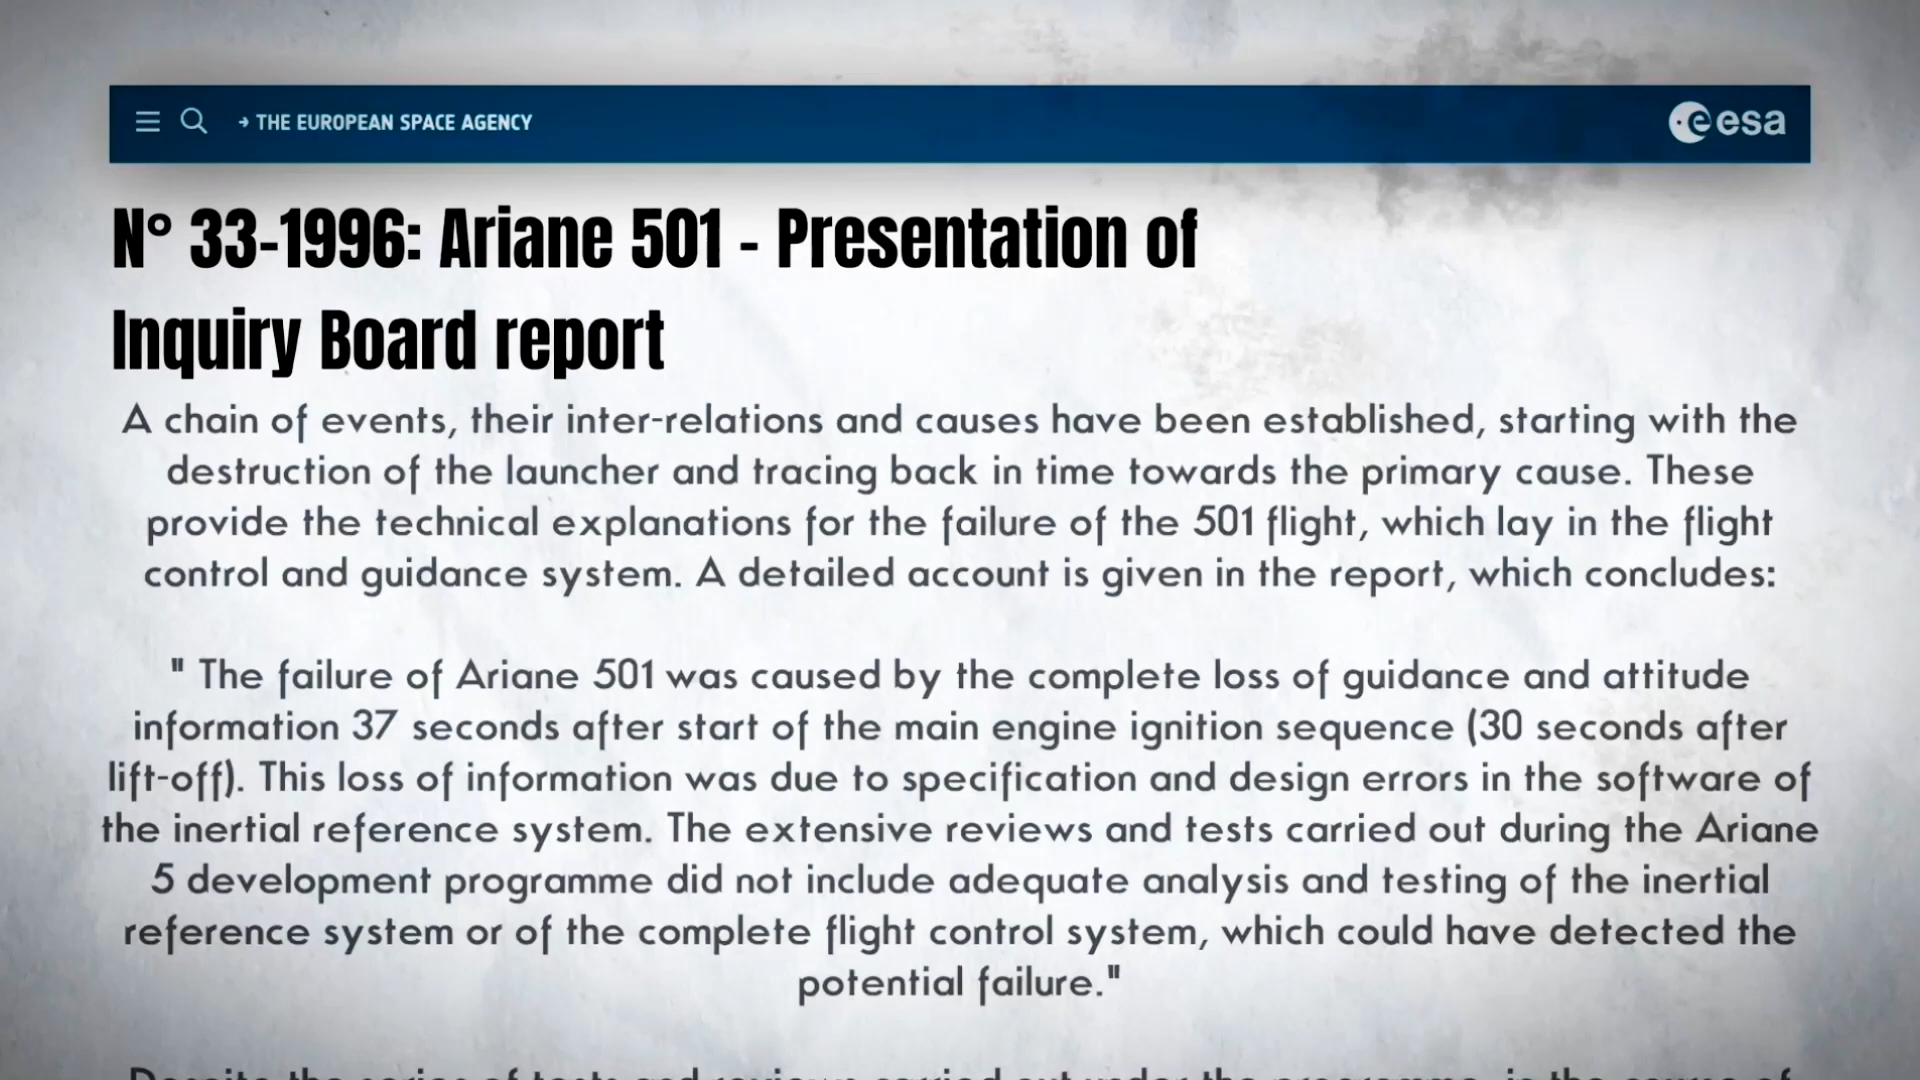 → THE EUROPEAN SPACE AGENCY
esa
N° 33-1996: Ariane 501 - Presentation of
Inquiry Board report
A chain of events, their inter-relations and causes have been established, starting with the
destruction of the launcher and tracing back in time towards the primary cause. These
provide the technical explanations for the failure of the 501 flight, which lay in the flight
control and guidance system. A detailed account is given in the report, which concludes:
" The failure of Ariane 501 was caused by the complete loss of guidance and attitude
information 37 seconds after start of the main engine ignition sequence (30 seconds after
lift-off). This loss of information was due to specification and design errors in the software of
the inertial reference system. The extensive reviews and tests carried out during the Ariane
5 development programme did not include adequate analysis and testing of the inertial
reference system or of the complete flight control system, which could have detected the
potential failure."